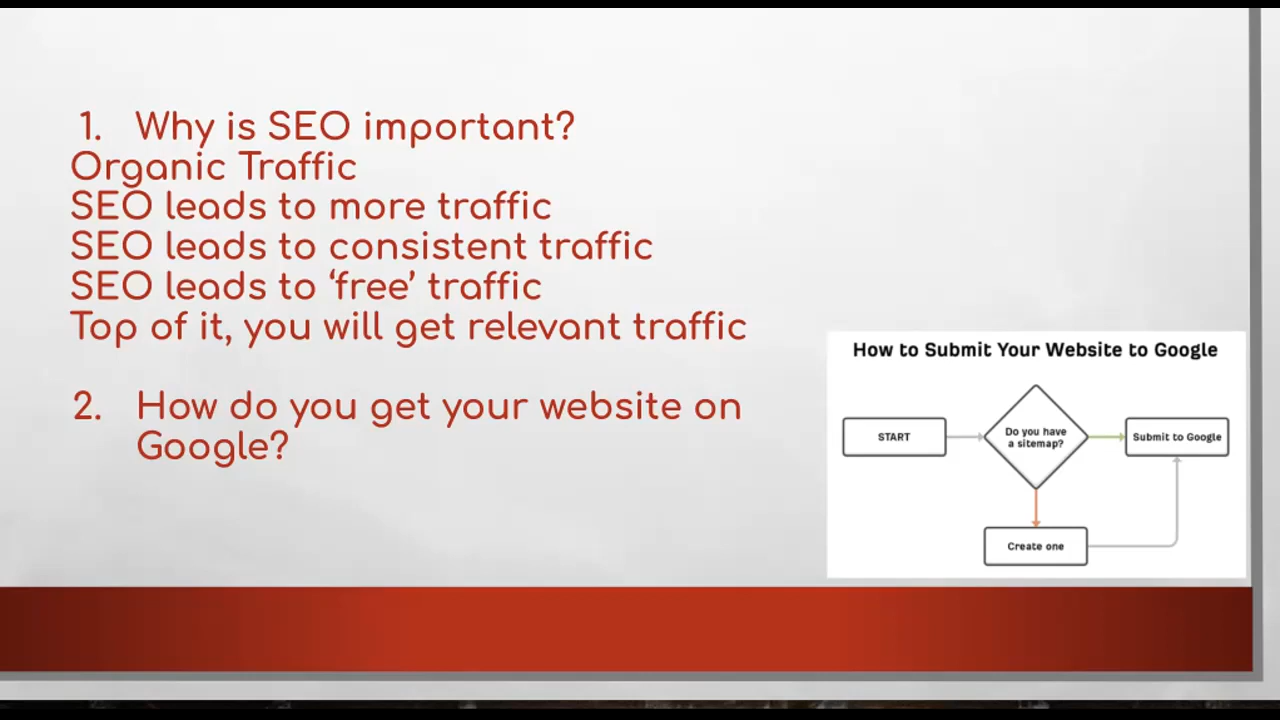 1. Why is SEO important?
Organic Traffic
SEO leads to more traffic
SEO leads to consistent traffic
SEO leads to ‘free’ traffic
Top of it, you will get relevant traffic
2. How do you get your website on
Google?
How to Submit Your Website to Google
START
Do you have
a sitemap?
Submit to Google
Create one